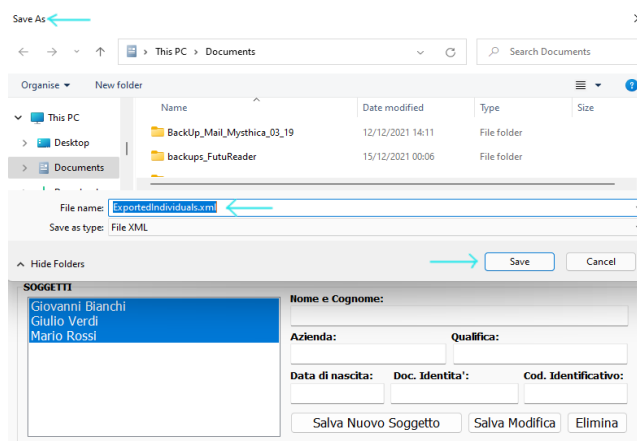 Save As
This PC > Documents
Search Documents
Organise New folder
Name Date modified Type Size
This PC
BackUp_Mail_Mysthica_03_19 12/12/2021 14:11 File folder
Desktop
backups_FutuReader 15/12/2021 00:06 File folder
Documents
File name: ExportedIndividuals.xml
Save as type: File XML
Hide Folders Save Cancel
SOGGETTI
Giovanni Bianchi
Giulio Verdi
Mario Rossi
Nome e Cognome:
Azienda: Qualifica:
Data di nascita: Doc. Identita': Cod. Identificativo:
Salva Nuovo Soggetto Salva Modifica Elimina